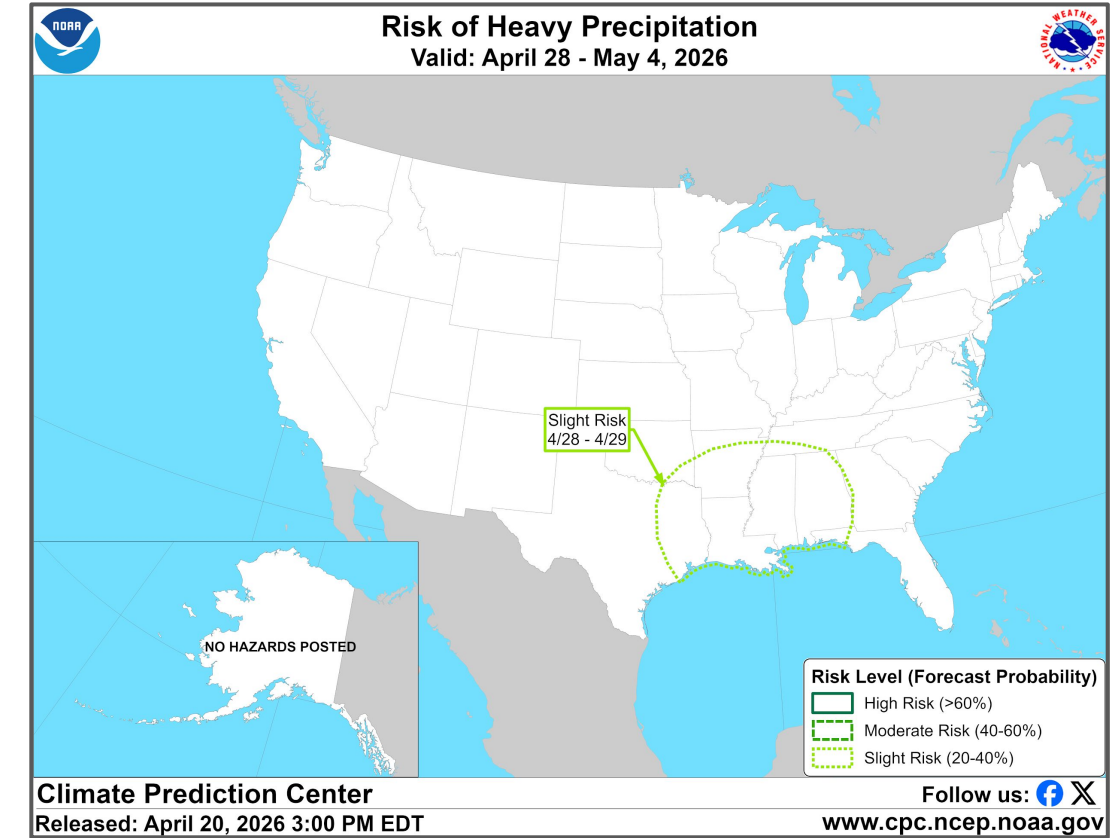 NOAA
Risk of Heavy Precipitation
Valid: April 28 - May 4, 2026
NATIONAL WEATHER SERVICE
Slight Risk
4/28 - 4/29
NO HAZARDS POSTED
Risk Level (Forecast Probability)
High Risk (>60%)
Moderate Risk (40-60%)
Slight Risk (20-40%)
Climate Prediction Center
Follow us:
Released: April 20, 2026 3:00 PM EDT
www.cpc.ncep.noaa.gov